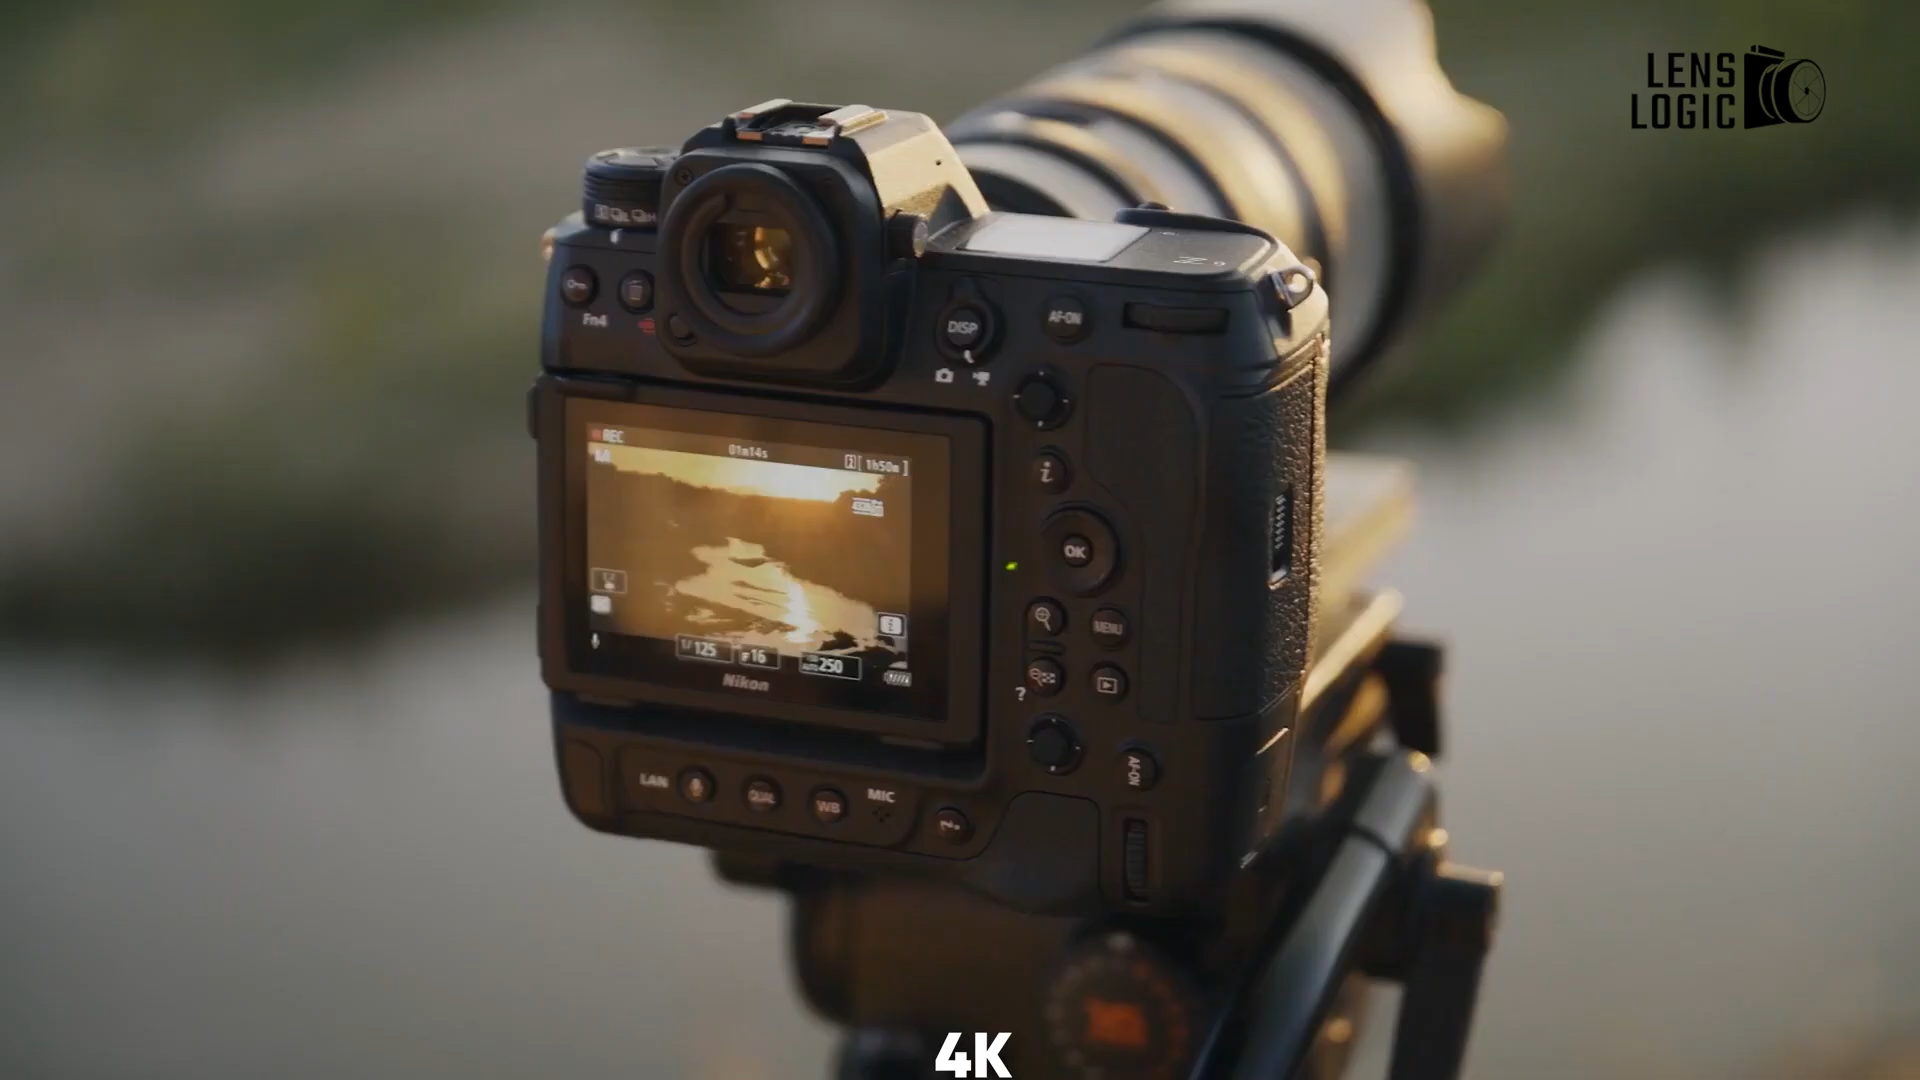 LENS
LOGIC
Fn4
DISP
AF-ON
REC
01m14s
[ 1h50m ]
i
OK
MENU
?
1/125
F16
250
Nikon
AF-ON
LAN
QUAL
WB
MIC
4K